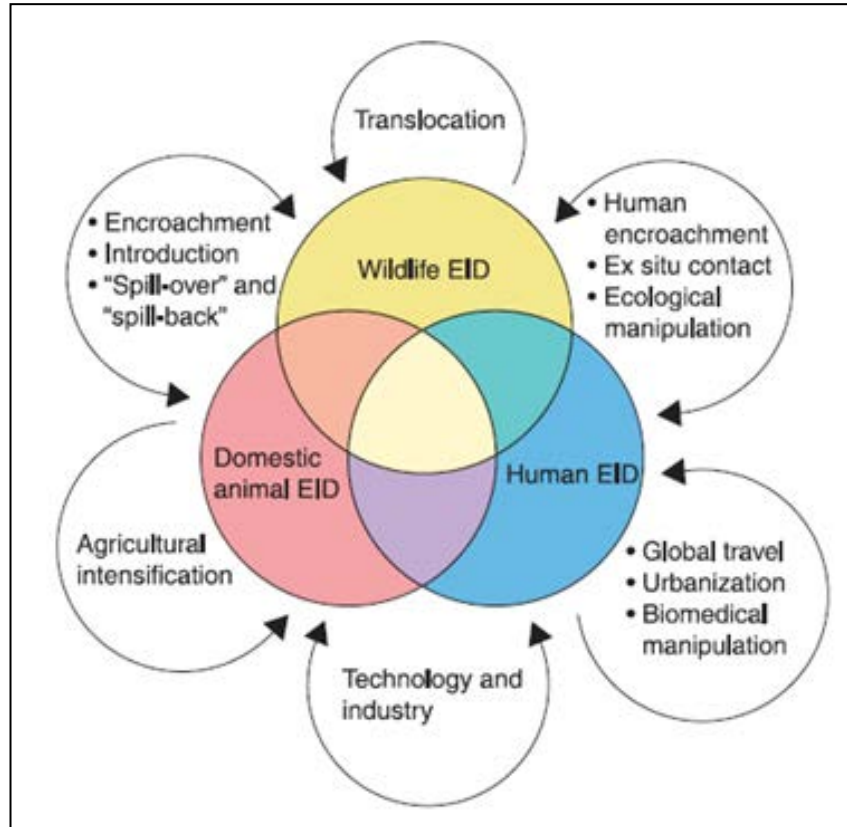 Translocation
• Encroachment
• Introduction
• “Spill-over” and
“spill-back”
• Human
encroachment
• Ex situ contact
• Ecological
manipulation
Wildlife EID
Domestic
animal EID
Human EID
Agricultural
intensification
• Global travel
• Urbanization
• Biomedical
manipulation
Technology and
industry